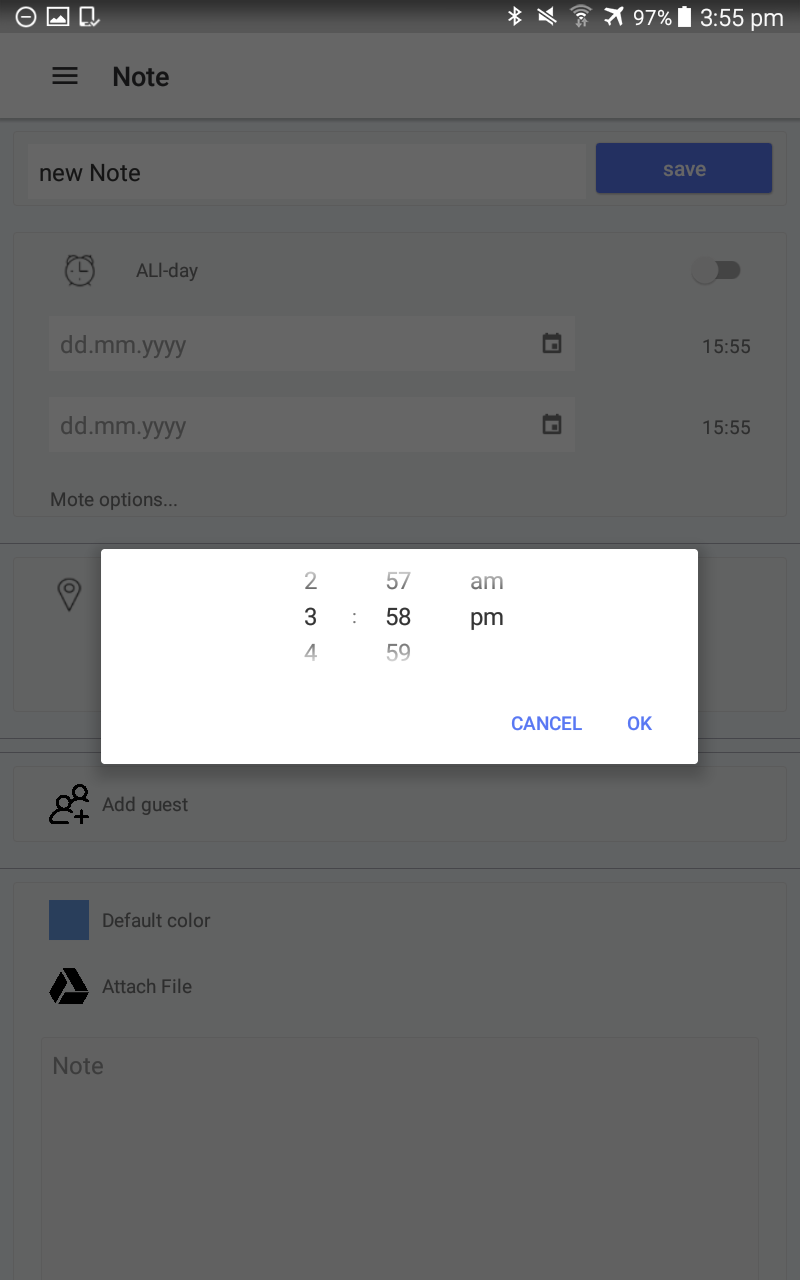 97% 3:55 pm
Note
new Note
save
ALl-day
dd.mm.yyyy 15:55
dd.mm.yyyy 15:55
Mote options...
2 57 am
3 : 58 pm
4 59
CANCEL OK
Add guest
Default color
Attach File
Note